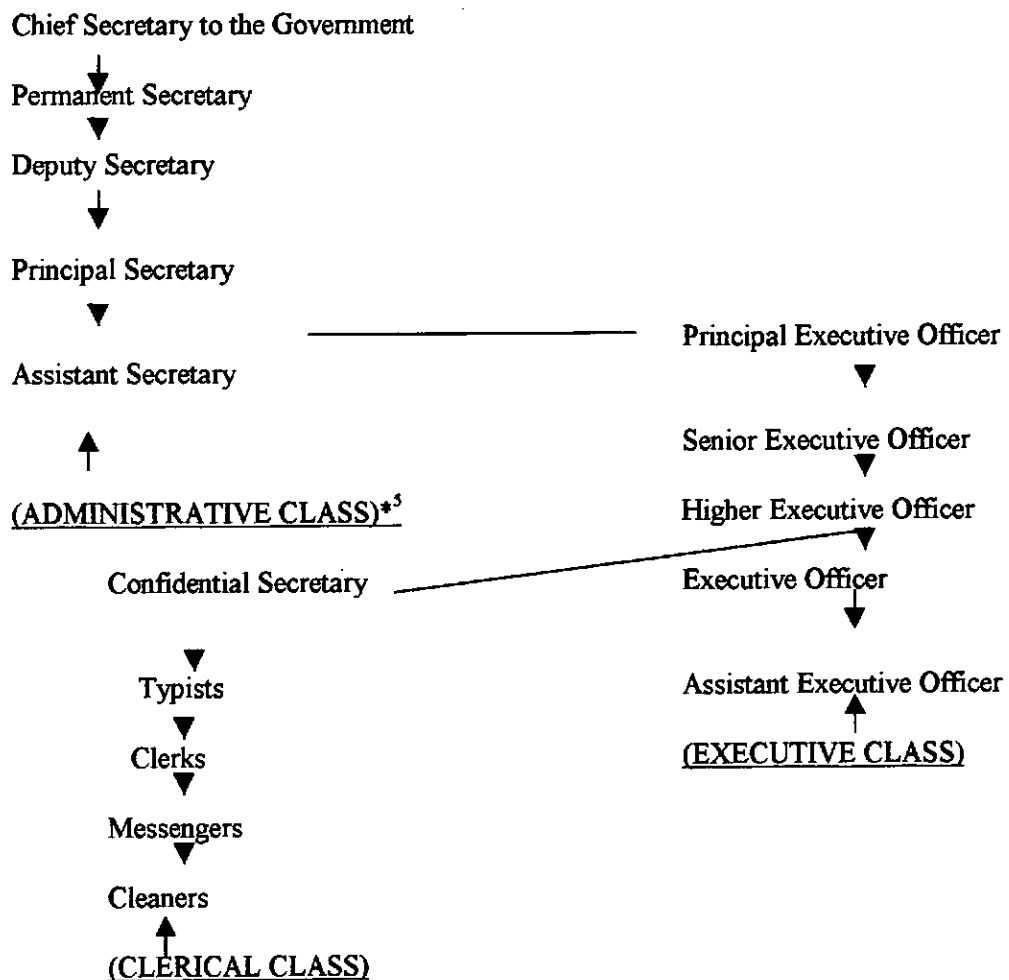 Chief Secretary to the Government
Permanent Secretary
Deputy Secretary
Principal Secretary
Assistant Secretary
(ADMINISTRATIVE CLASS)*5
Principal Executive Officer
Senior Executive Officer
Higher Executive Officer
Executive Officer
Assistant Executive Officer
(EXECUTIVE CLASS)
Confidential Secretary
Typists
Clerks
Messengers
Cleaners
(CLERICAL CLASS)